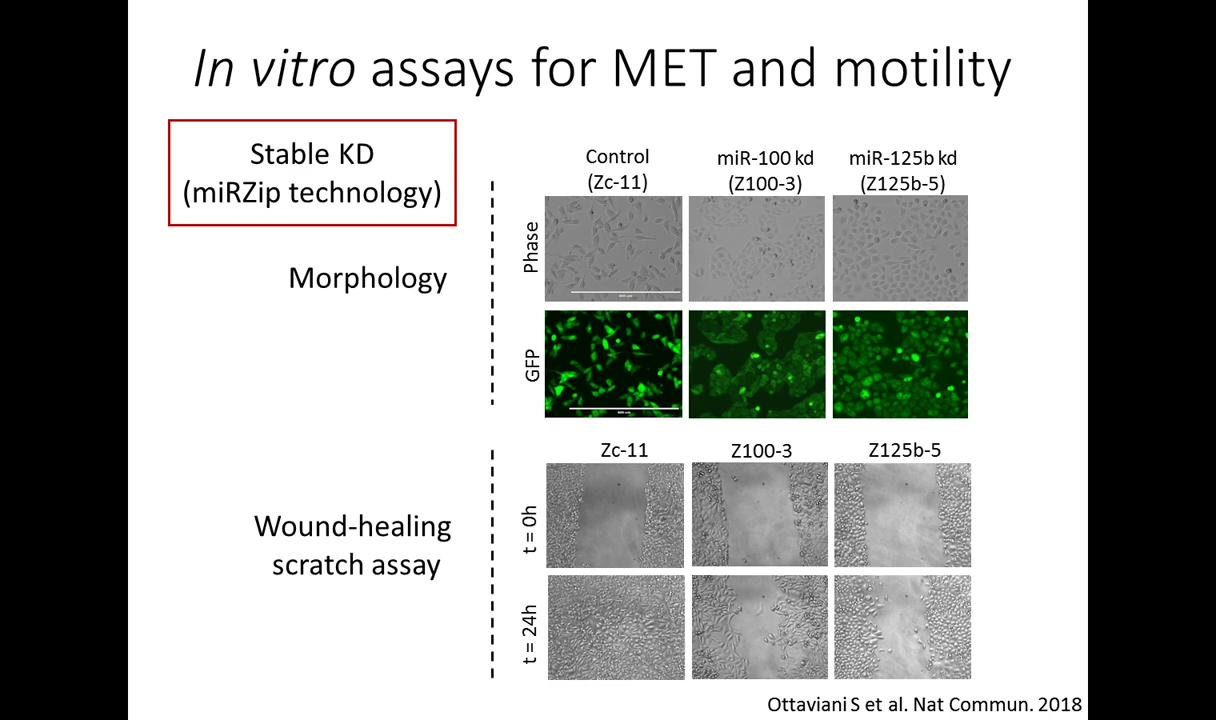 In vitro assays for MET and motility
Stable KD
(miRZip technology)
Control
(Zc-11)
miR-100 kd
(Z100-3)
miR-125b kd
(Z125b-5)
Phase
Morphology
GFP
Zc-11
Z100-3
Z125b-5
t = 0h
Wound-healing
scratch assay
t = 24h
Ottaviani S et al. Nat Commun. 2018